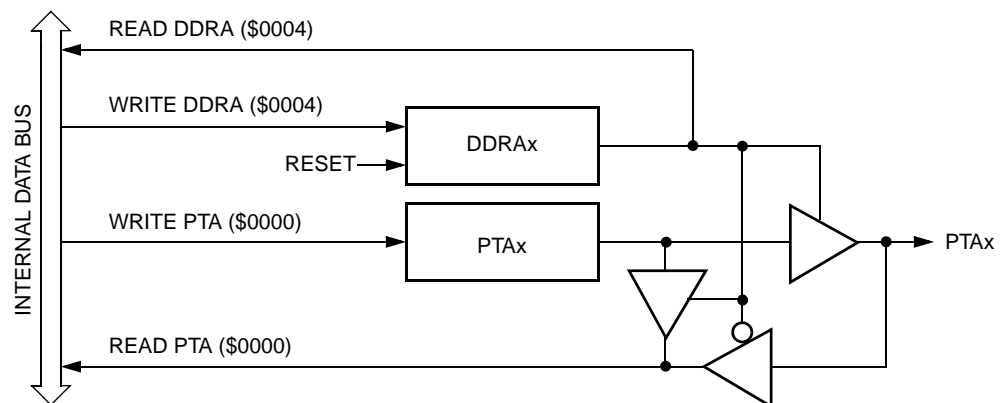 READ DDRA ($0004)
INTERNAL DATA BUS
WRITE DDRA ($0004)
DDRAx
RESET
WRITE PTA ($0000)
PTAx
PTAx
READ PTA ($0000)